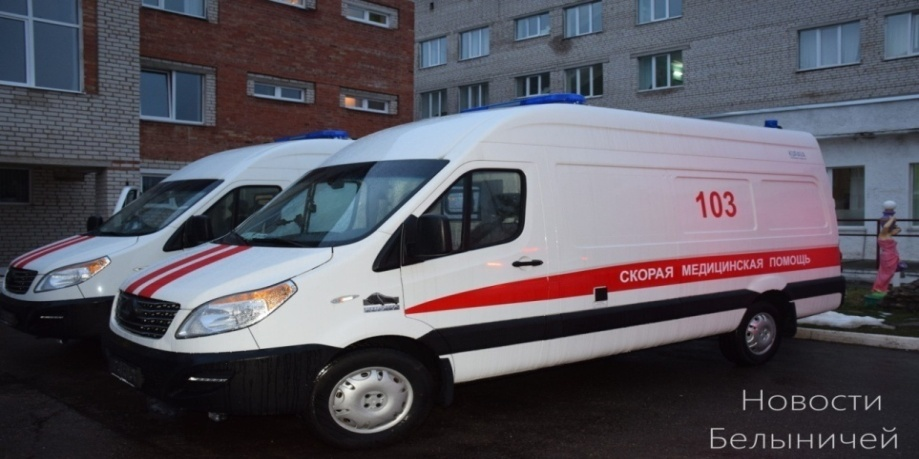 103
СКОРАЯ МЕДИЦИНСКАЯ ПОМОЩЬ
Новости
Белыничей